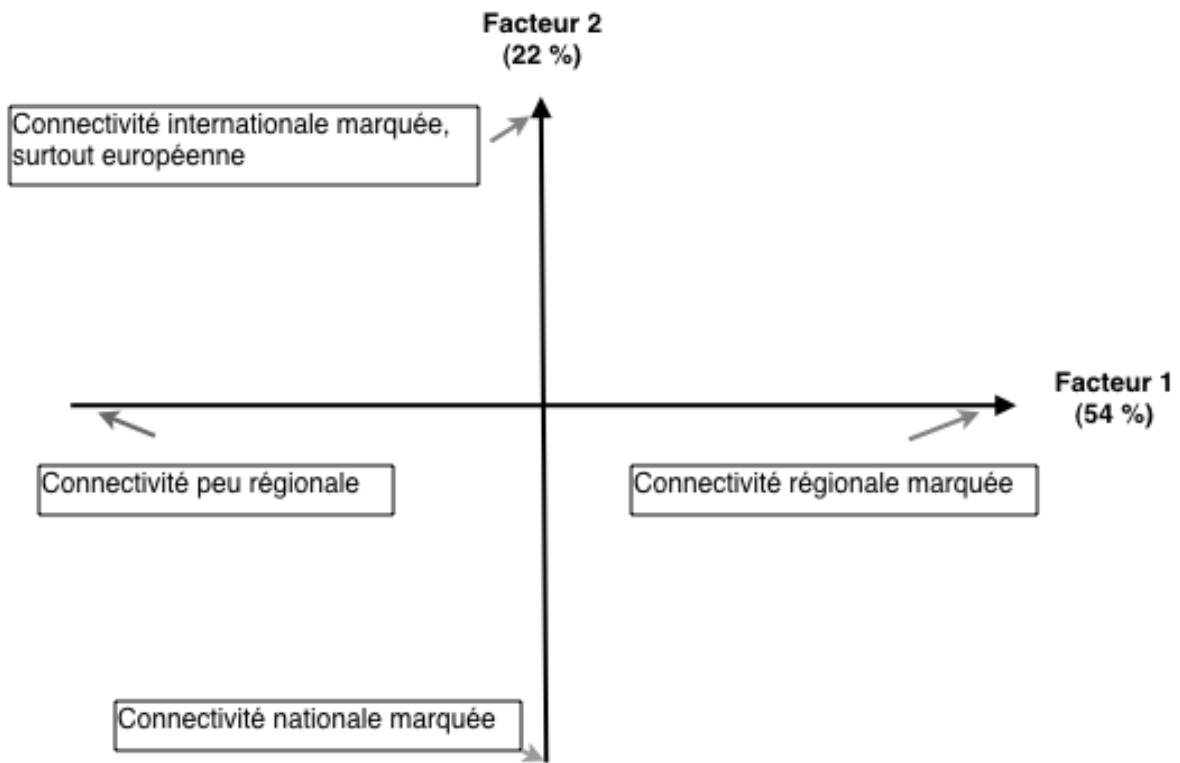 Facteur 2
(22 %)
Connectivité internationale marquée,
surtout européenne
Facteur 1
(54 %)
Connectivité peu régionale
Connectivité régionale marquée
Connectivité nationale marquée